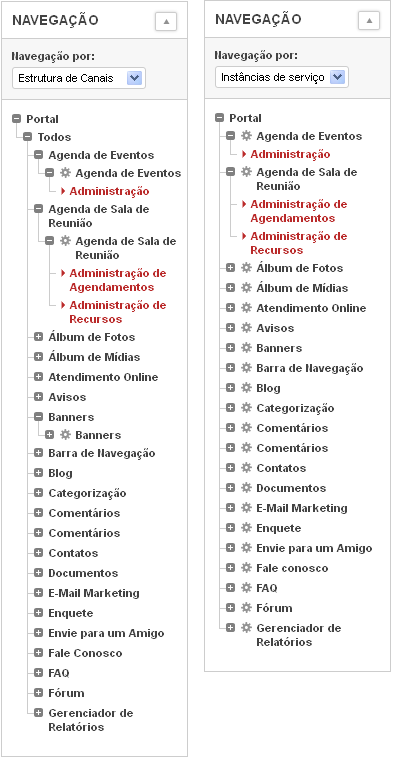 NAVEGAÇÃO
Navegação por:
Estrutura de Canais
Portal
Todos
Agenda de Eventos
Agenda de Eventos
Administração
Agenda de Sala de
Reunião
Agenda de Sala de
Reunião
Administração de
Agendamentos
Administração de
Recursos
Álbum de Fotos
Álbum de Mídias
Atendimento Online
Avisos
Banners
Banners
Barra de Navegação
Blog
Categorização
Comentários
Comentários
Contatos
Documentos
E-Mail Marketing
Enquete
Envie para um Amigo
Fale Conosco
FAQ
Fórum
Gerenciador de
Relatórios
NAVEGAÇÃO
Navegação por:
Instâncias de serviço
Portal
Agenda de Eventos
Administração
Agenda de Sala de
Reunião
Administração de
Agendamentos
Administração de
Recursos
Álbum de Fotos
Álbum de Mídias
Atendimento Online
Avisos
Banners
Barra de Navegação
Blog
Categorização
Comentários
Comentários
Contatos
Documentos
E-Mail Marketing
Enquete
Envie para um Amigo
Fale conosco
FAQ
Fórum
Gerenciador de
Relatórios